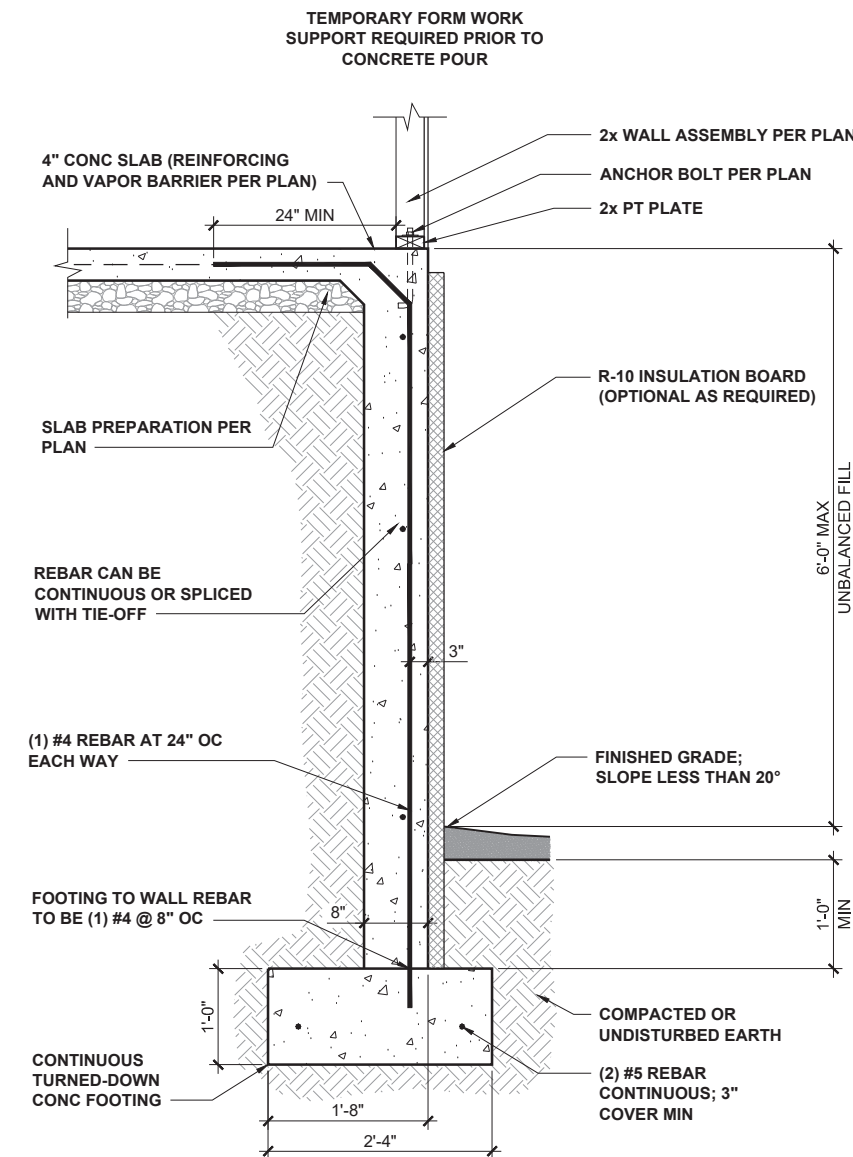 TEMPORARY FORM WORK
SUPPORT REQUIRED PRIOR TO
CONCRETE POUR
2x WALL ASSEMBLY PER PLAN
4" CONC SLAB (REINFORCING
AND VAPOR BARRIER PER PLAN)
ANCHOR BOLT PER PLAN
2x PT PLATE
24" MIN
R-10 INSULATION BOARD
(OPTIONAL AS REQUIRED)
SLAB PREPARATION PER
PLAN
6'-0" MAX
UNBALANCED FILL
REBAR CAN BE
CONTINUOUS OR SPLICED
WITH TIE-OFF
3"
(1) #4 REBAR AT 24" OC
EACH WAY
FINISHED GRADE;
SLOPE LESS THAN 20°
FOOTING TO WALL REBAR
TO BE (1) #4 @ 8" OC
8"
1'-0"
MIN
1'-0"
COMPACTED OR
UNDISTURBED EARTH
CONTINUOUS
TURNED-DOWN
CONC FOOTING
(2) #5 REBAR
CONTINUOUS; 3"
COVER MIN
1'-8"
2'-4"